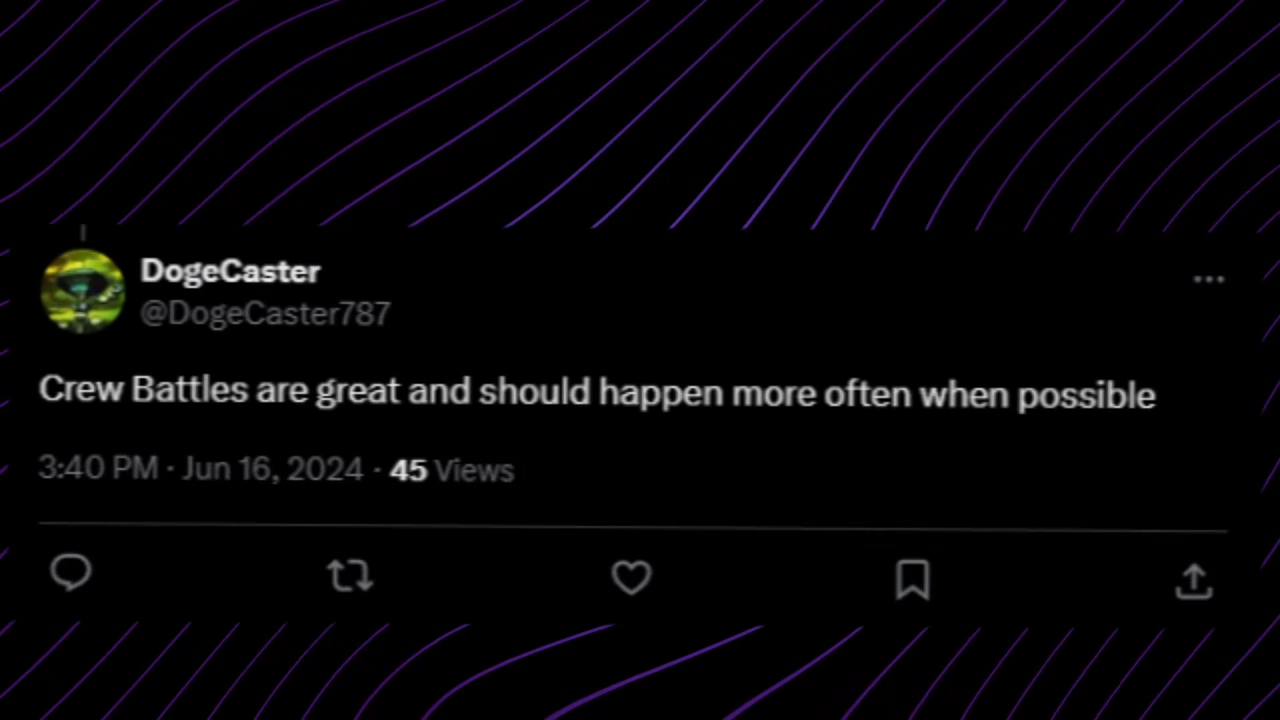 DogeCaster
@DogeCaster787
Crew Battles are great and should happen more often when possible
3:40 PM · Jun 16, 2024 · 45 Views